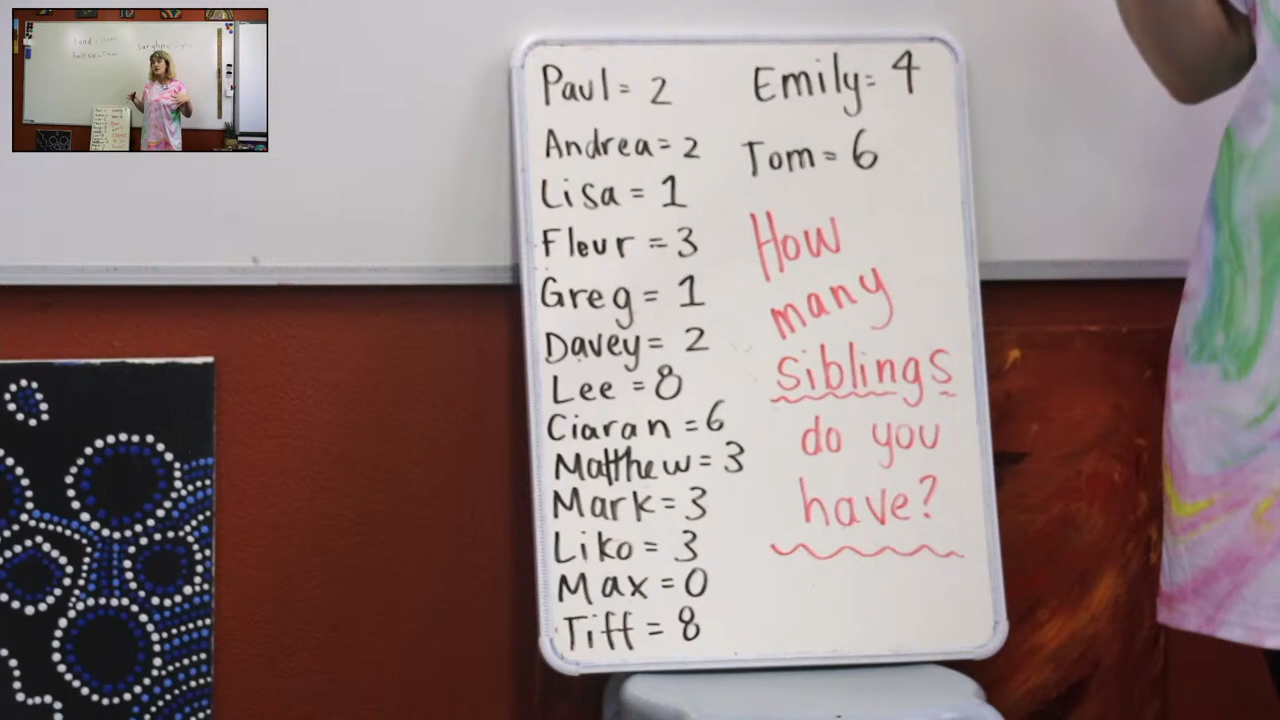 Paul = 2
Andrea = 2
Lisa = 1
Fleur = 3
Greg = 1
Davey = 2
Lee = 8
Ciaran = 6
Matthew = 3
Mark = 3
Liko = 3
Max = 0
Tiff = 8
Emily = 4
Tom = 6
How
many
siblings
do you
have?